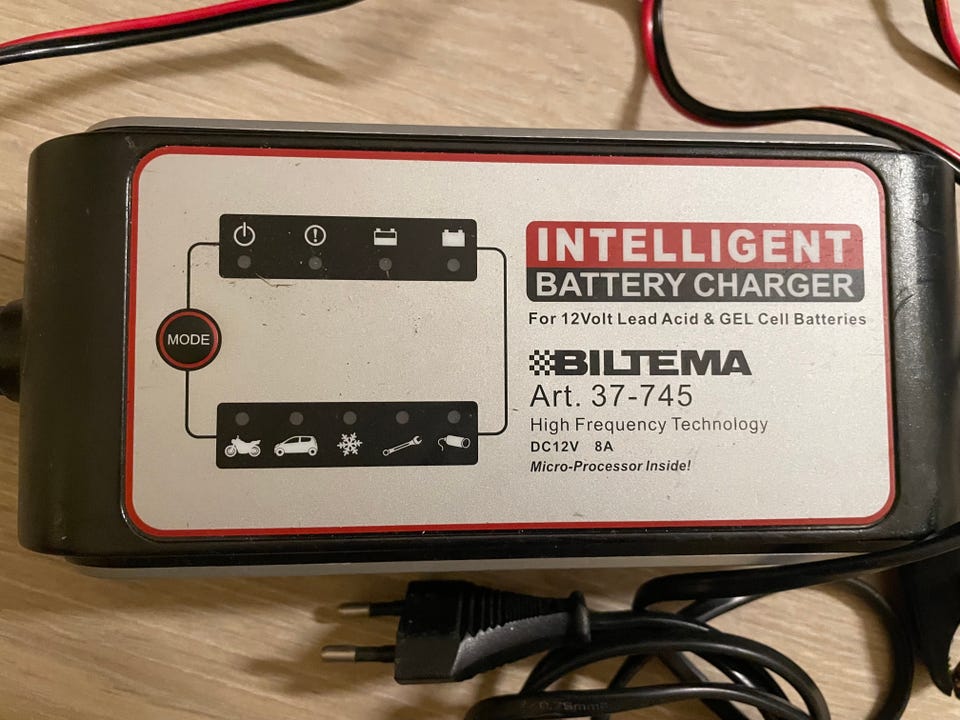 MODE
INTELLIGENT
BATTERY CHARGER
For 12Volt Lead Acid & GEL Cell Batteries
BILTEMA
Art. 37-745
High Frequency Technology
DC12V 8A
Micro-Processor Inside!